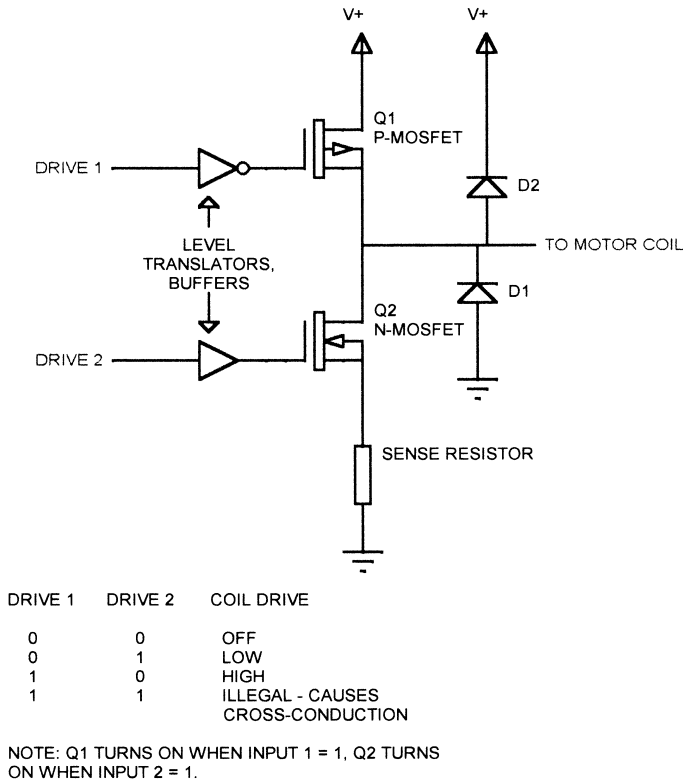 V+
V+
Q1
P-MOSFET
DRIVE 1
D2
LEVEL
TRANSLATORS,
BUFFERS
TO MOTOR COIL
D1
Q2
N-MOSFET
DRIVE 2
SENSE RESISTOR
DRIVE 1 DRIVE 2 COIL DRIVE
0 0 OFF
0 1 LOW
1 0 HIGH
1 1 ILLEGAL - CAUSES
CROSS-CONDUCTION
NOTE: Q1 TURNS ON WHEN INPUT 1 = 1, Q2 TURNS
ON WHEN INPUT 2 = 1.